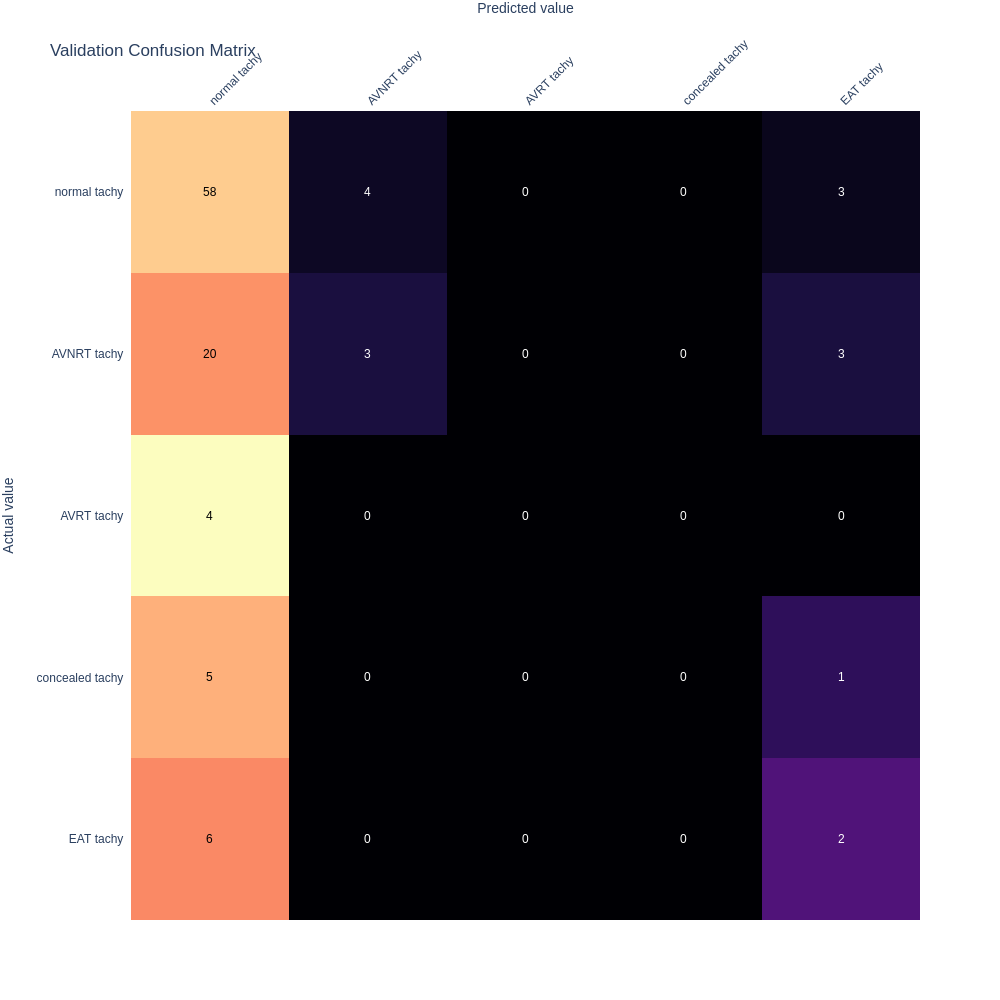 Predicted value
Validation Confusion Matrix
normal tachy AVNRT tachy AVRT tachy concealed tachy EAT tachy
normal tachy 58 4 0 0 3
AVNRT tachy 20 3 0 0 3
AVRT tachy 4 0 0 0 0
concealed tachy 5 0 0 0 1
EAT tachy 6 0 0 0 2
Actual value